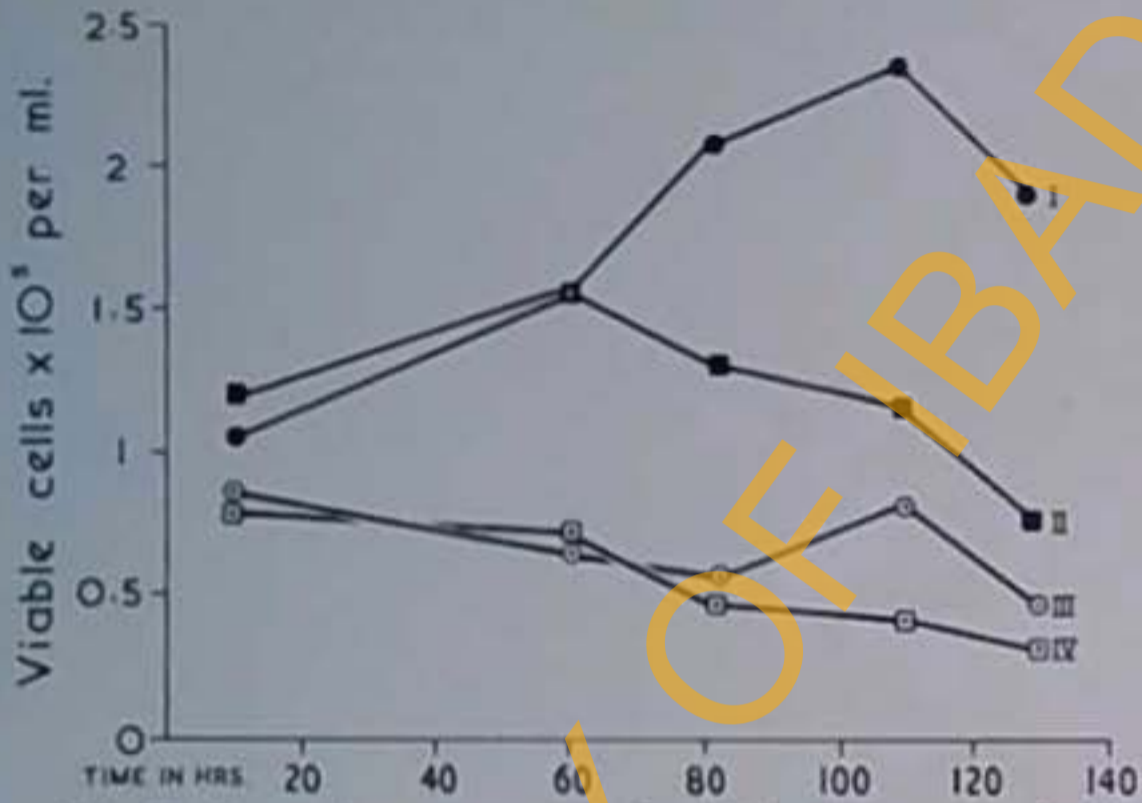 Viable cells x 10⁵ per ml.
2.5
2
1.5
1
0.5
0
TIME IN HRS. 20 40 60 80 100 120 140
I
II
III
IV
Y OF IBAD